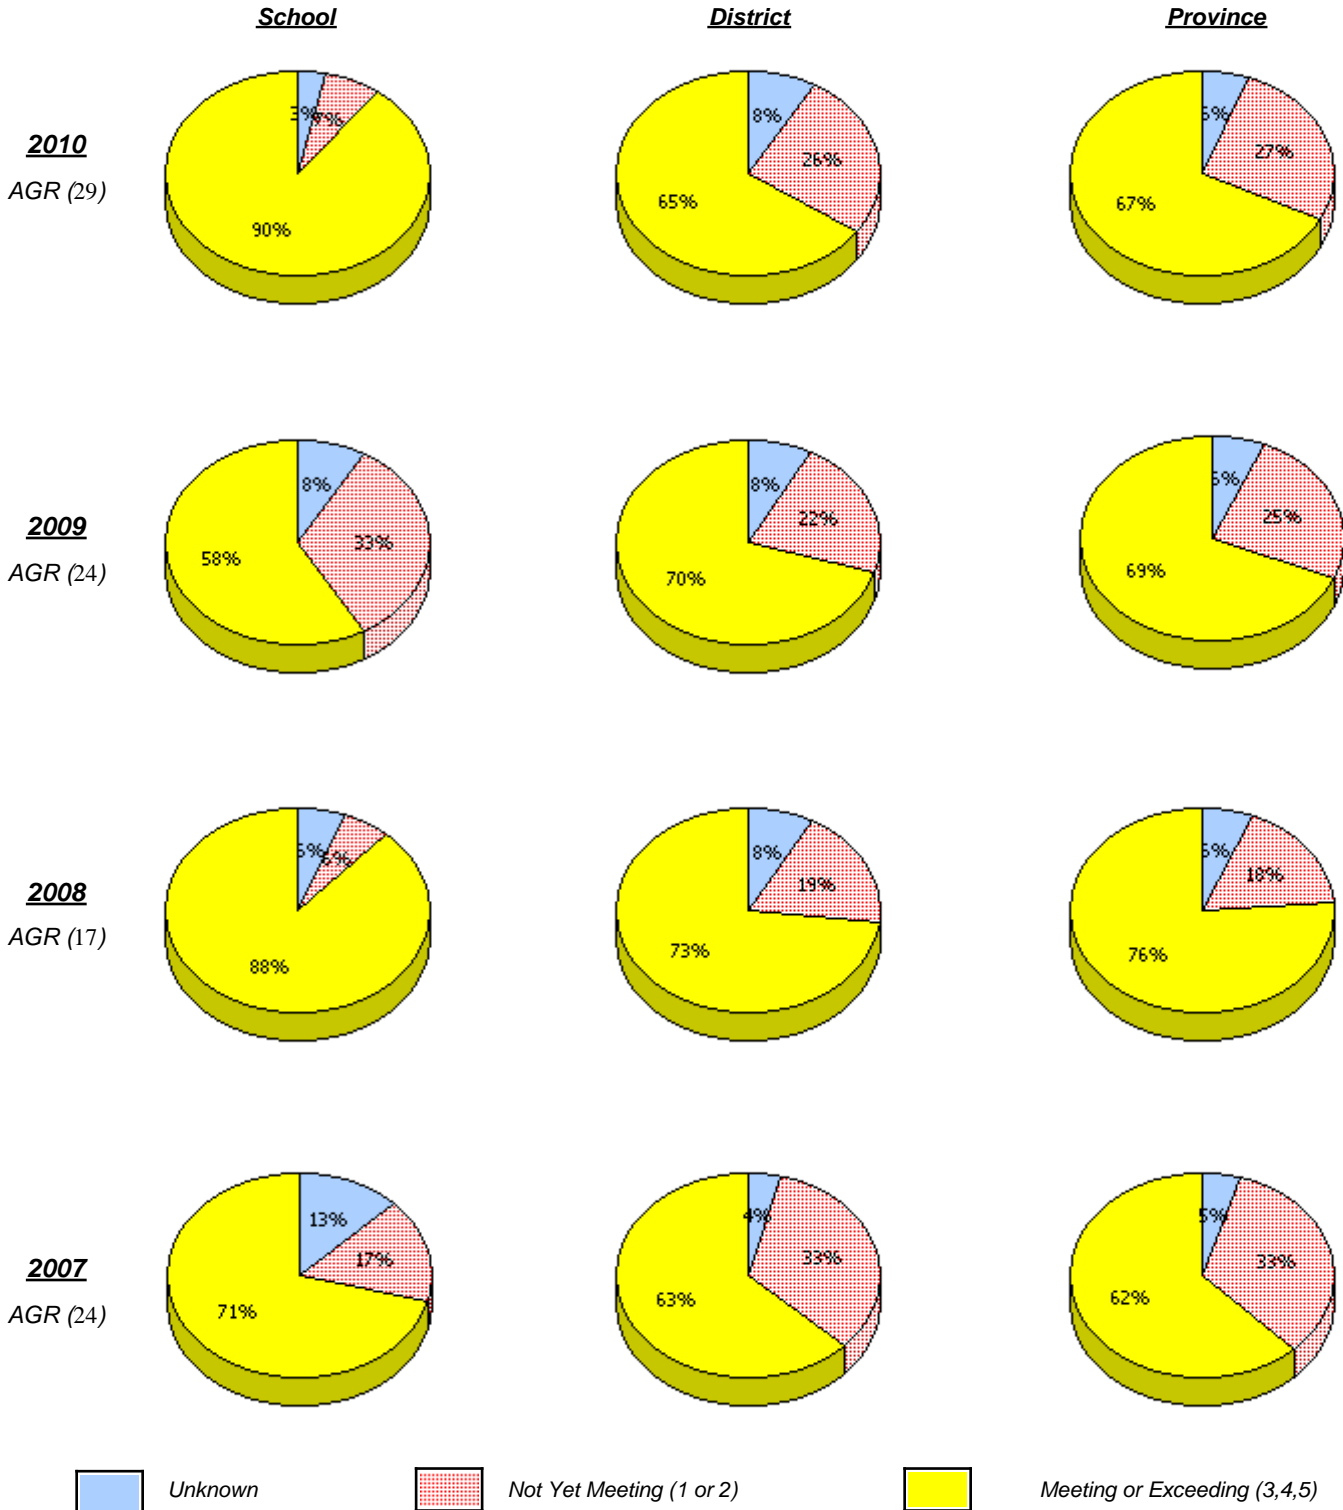 School District Province
2010
AGR (29)
3% 7% 90%
8% 26% 65%
27% 67%
2009
AGR (24)
8% 33% 58%
8% 22% 70%
25% 69%
2008
AGR (17)
88%
8% 19% 73%
18% 76%
2007
AGR (24)
13% 17% 71%
4% 33% 63%
5% 33% 62%
Unknown Not Yet Meeting (1 or 2) Meeting or Exceeding (3,4,5)